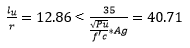 lᵤ/r = 12.86 ≤ 35/(√Pu/f'c*Ag) = 40.71